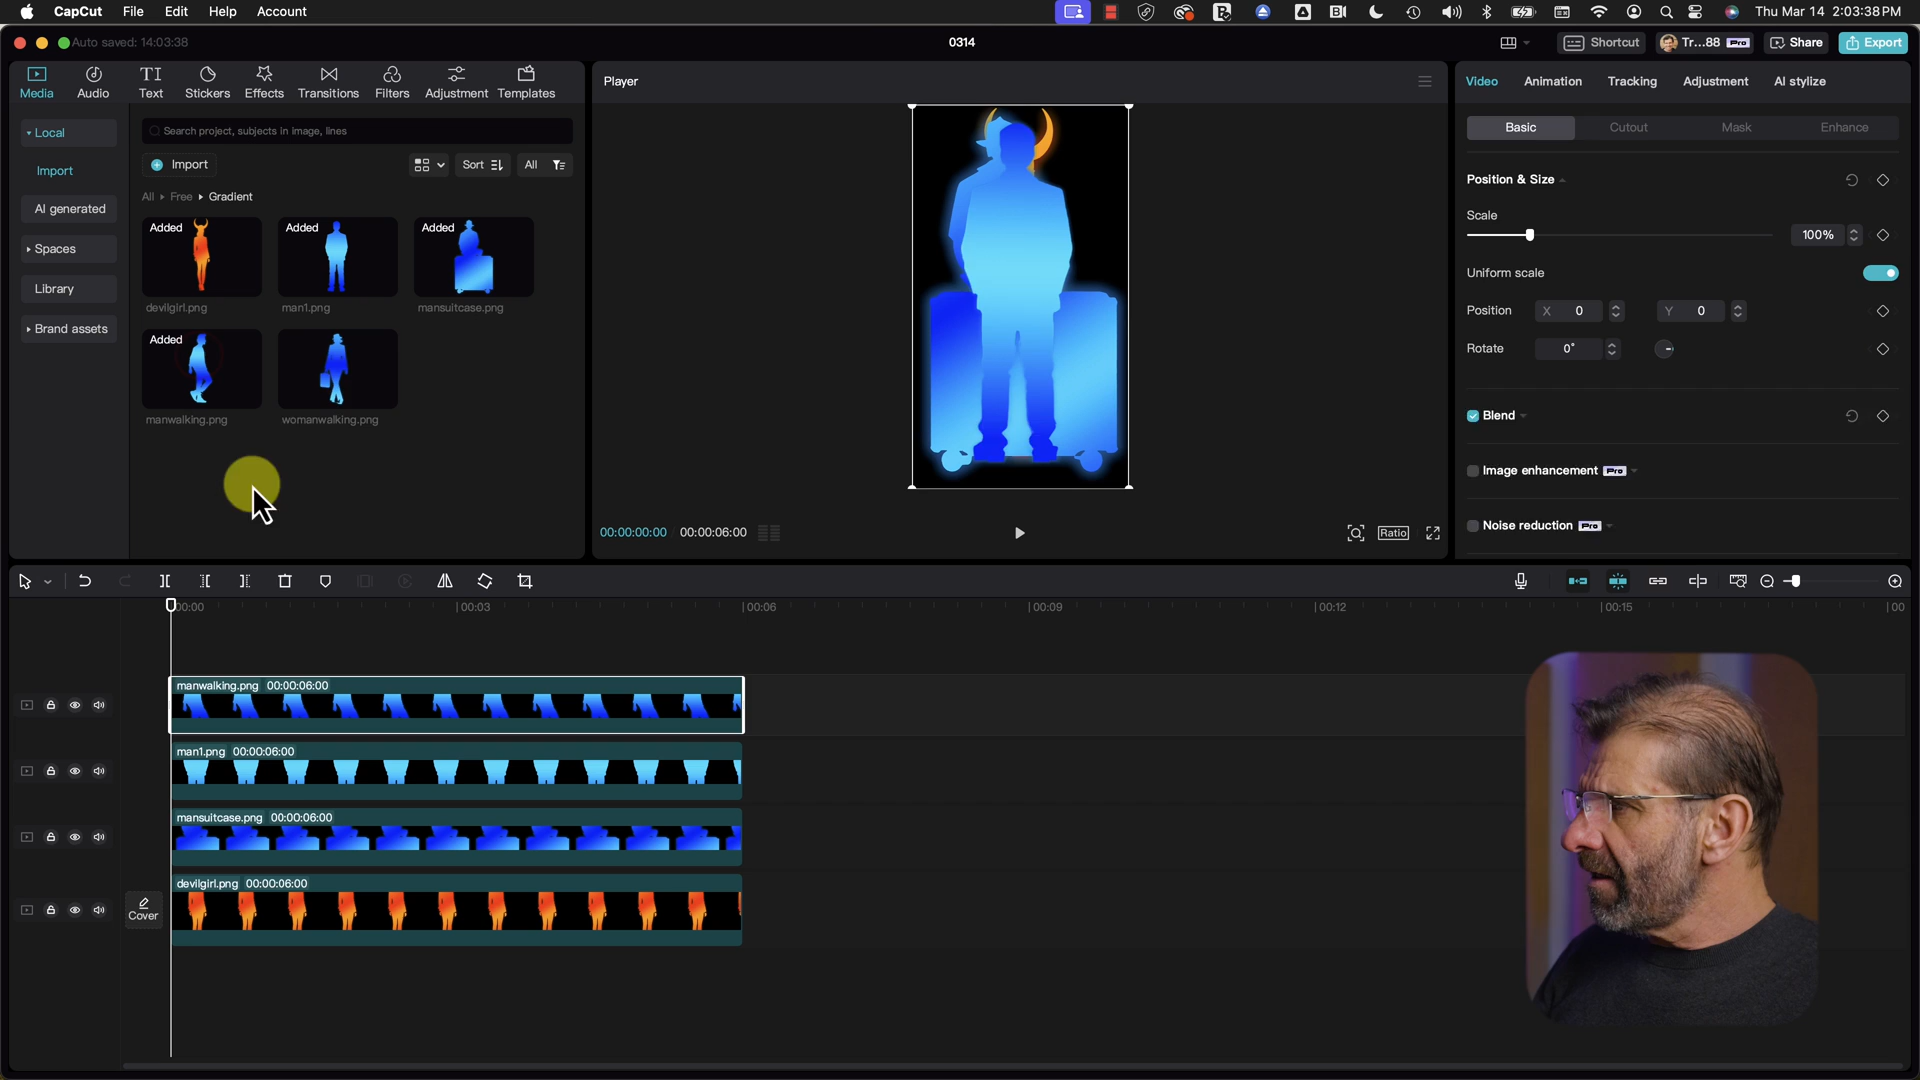 CapCut File Edit Help Account
Thu Mar 14 2:03:38 PM
Auto saved: 14:03:38
0314
Shortcut
Tr...88 Pro
Share
Export
Media Audio Text Stickers Effects Transitions Filters Adjustment Templates
Local
Import
AI generated
Spaces
Library
Brand assets
Search project, subjects in image, lines
Import
Sort
All
All Free Gradient
Added
Added
Added
devilgirl.png
man1.png
mansuitcase.png
Added
manwalking.png
womanwalking.png
Player
00:00:00:00 00:00:06:00
Ratio
Video Animation Tracking Adjustment AI stylize
Basic Cutout Mask Enhance
Position & Size
Scale
100%
Uniform scale
Position X 0 Y 0
Rotate 0°
Blend
Image enhancement Pro
Noise reduction Pro
00:00 00:03 00:06 00:09 00:12 00:15 00
manwalking.png 00:00:06:00
man1.png 00:00:06:00
mansuitcase.png 00:00:06:00
devilgirl.png 00:00:06:00
Cover